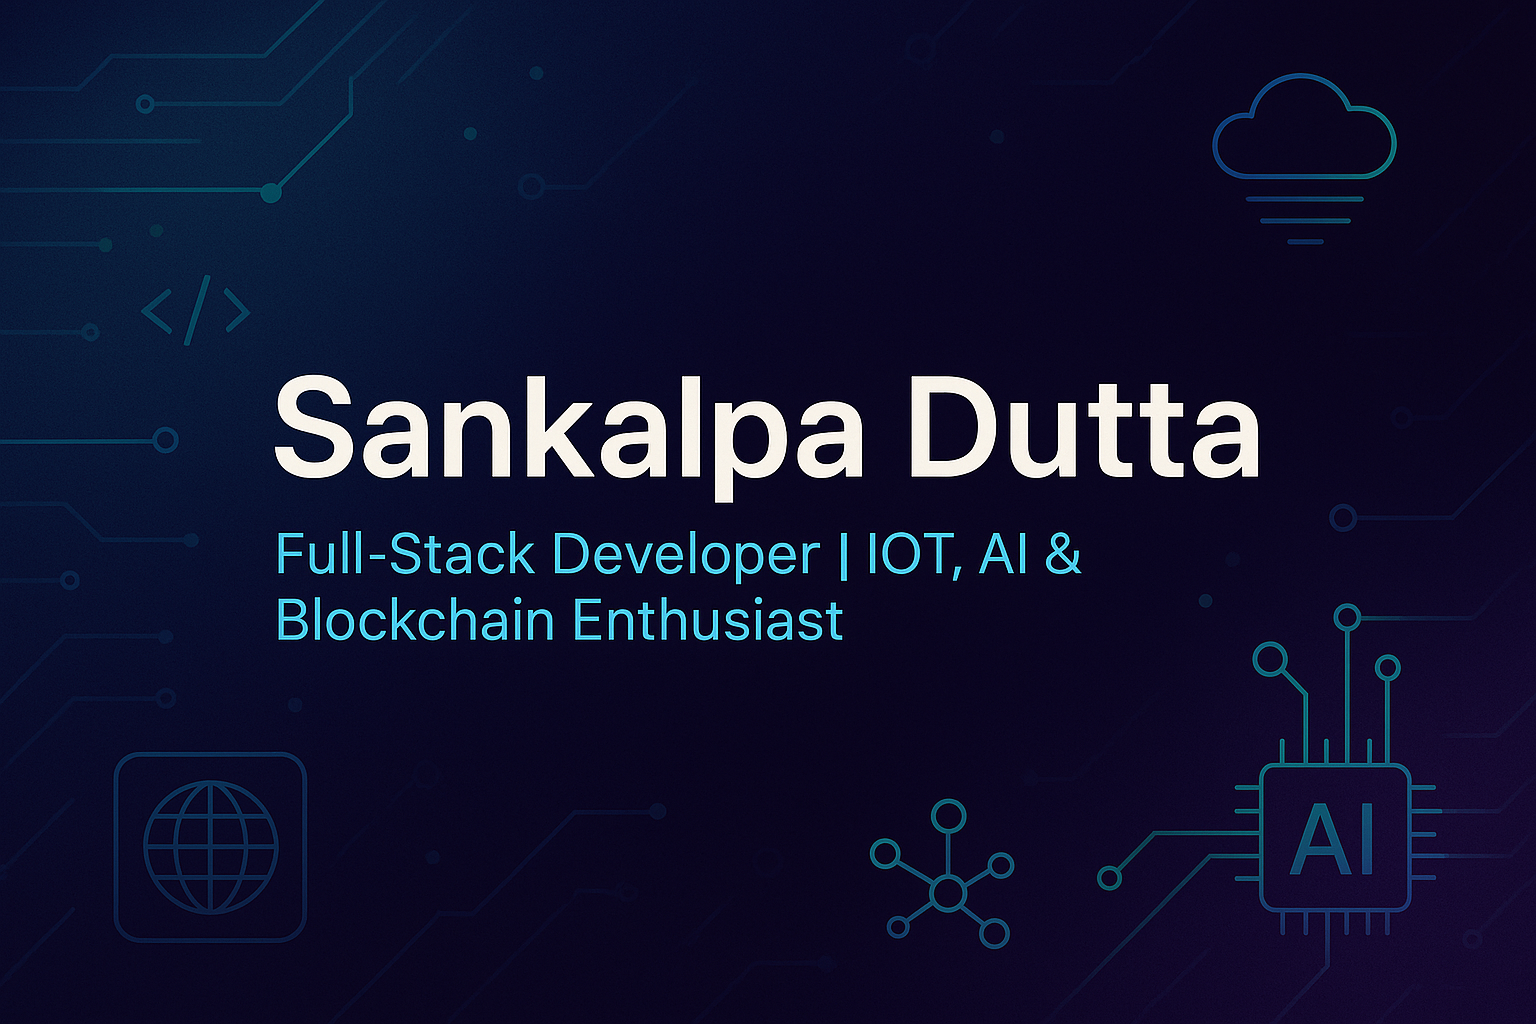 </>
Sankalpa Dutta
Full-Stack Developer | IOT, AI &
Blockchain Enthusiast
AI